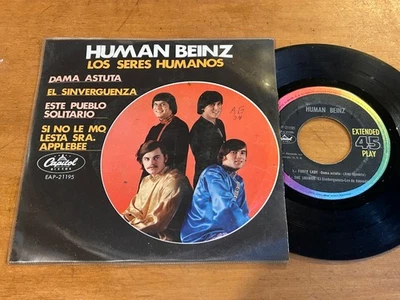 HUMAN BEINZ
LOS SERES HUMANOS
DAMA ASTUTA
EL SINVERGUENZA
ESTE PUEBLO
SOLITARIO
SI NO LE MO
LESTA SRA.
APPLEBEE
Capitol
EAP-21195
HUMAN BEINZ
EXTENDED
45
PLAY